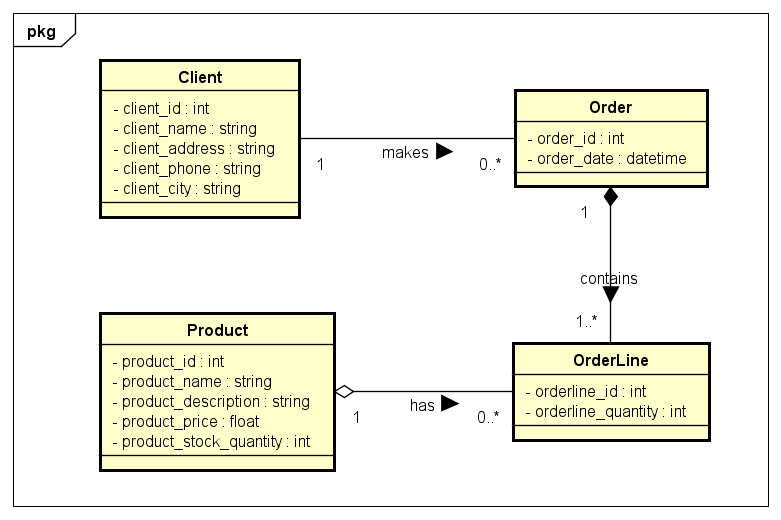 pkg
Client
- client_id : int
- client_name : string
- client_address : string
- client_phone : string
- client_city : string
1
makes
0..*
Order
- order_id : int
- order_date : datetime
1
contains
1..*
Product
- product_id : int
- product_name : string
- product_description : string
- product_price : float
- product_stock_quantity : int
1
has
0..*
OrderLine
- orderline_id : int
- orderline_quantity : int